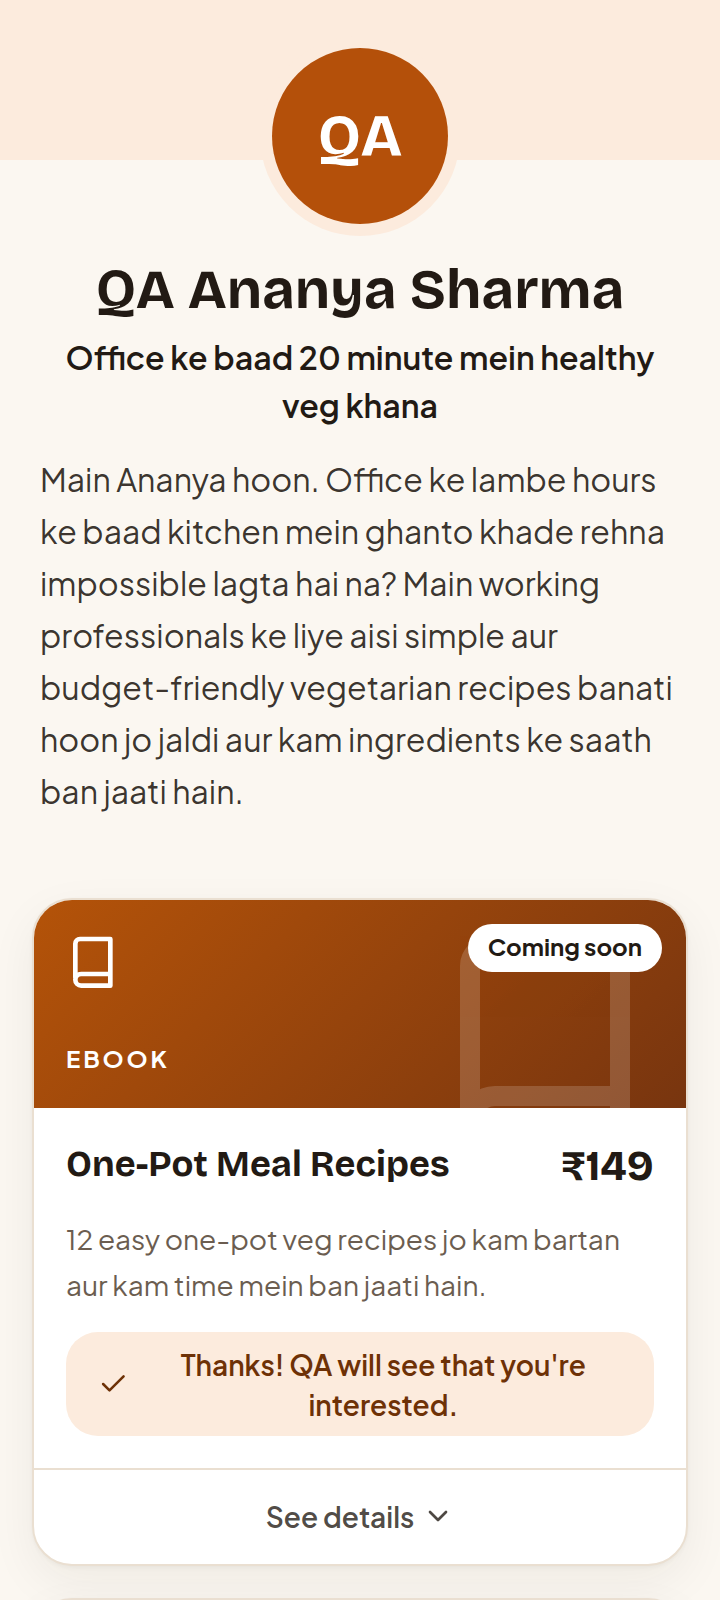 QA
QA Ananya Sharma
Office ke baad 20 minute mein healthy
veg khana
Main Ananya hoon. Office ke lambe hours
ke baad kitchen mein ghanto khade rehna
impossible lagta hai na? Main working
professionals ke liye aisi simple aur
budget-friendly vegetarian recipes banati
hoon jo jaldi aur kam ingredients ke saath
ban jaati hain.
Coming soon
EBOOK
One-Pot Meal Recipes ₹149
12 easy one-pot veg recipes jo kam bartan
aur kam time mein ban jaati hain.
Thanks! QA will see that you're
interested.
See details